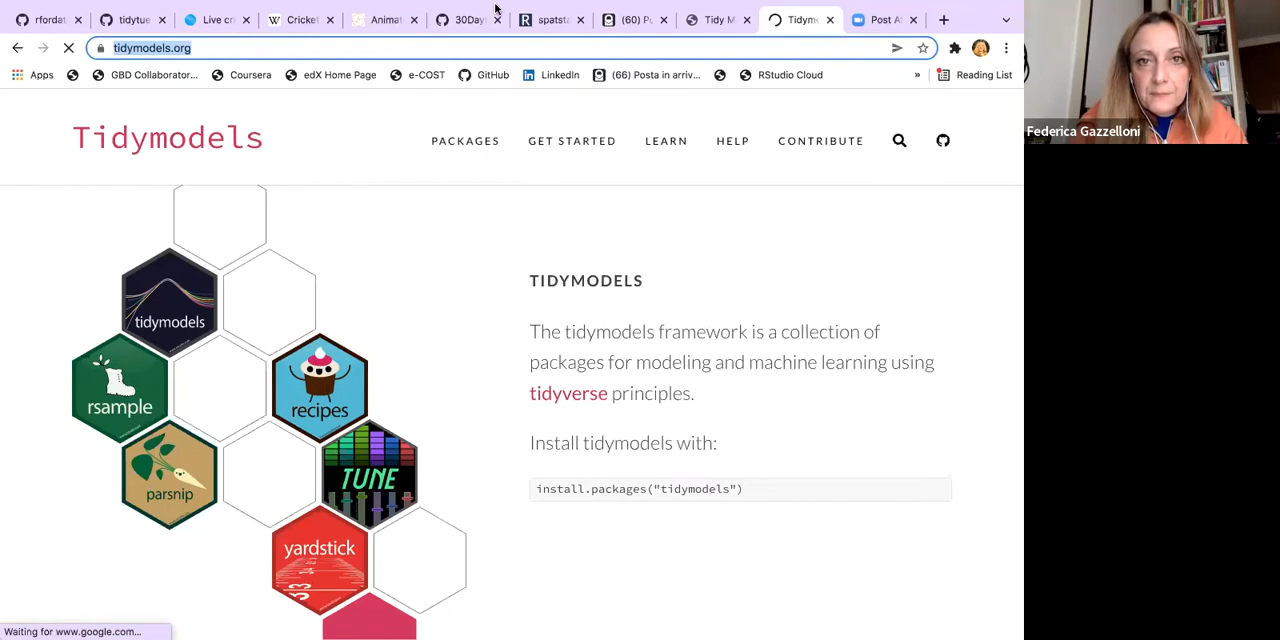 rfordat
tidytue
Live cri
Cricket
Animat
30Day
spatsta
(60) Po
Tidy M
Tidym
Post A
tidymodels.org
Apps
GBD Collaborator...
Coursera
edX Home Page
e-COST
GitHub
LinkedIn
(66) Posta in arriv...
RStudio Cloud
»
Reading List
Federica Gazzelloni
Tidymodels
PACKAGES
GET STARTED
LEARN
HELP
CONTRIBUTE
tidymodels
rsample
recipes
parsnip
TUNE
yardstick
TIDYMODELS
The tidymodels framework is a collection of
packages for modeling and machine learning using
tidyverse principles.
Install tidymodels with:
install.packages("tidymodels")
Waiting for www.google.com...